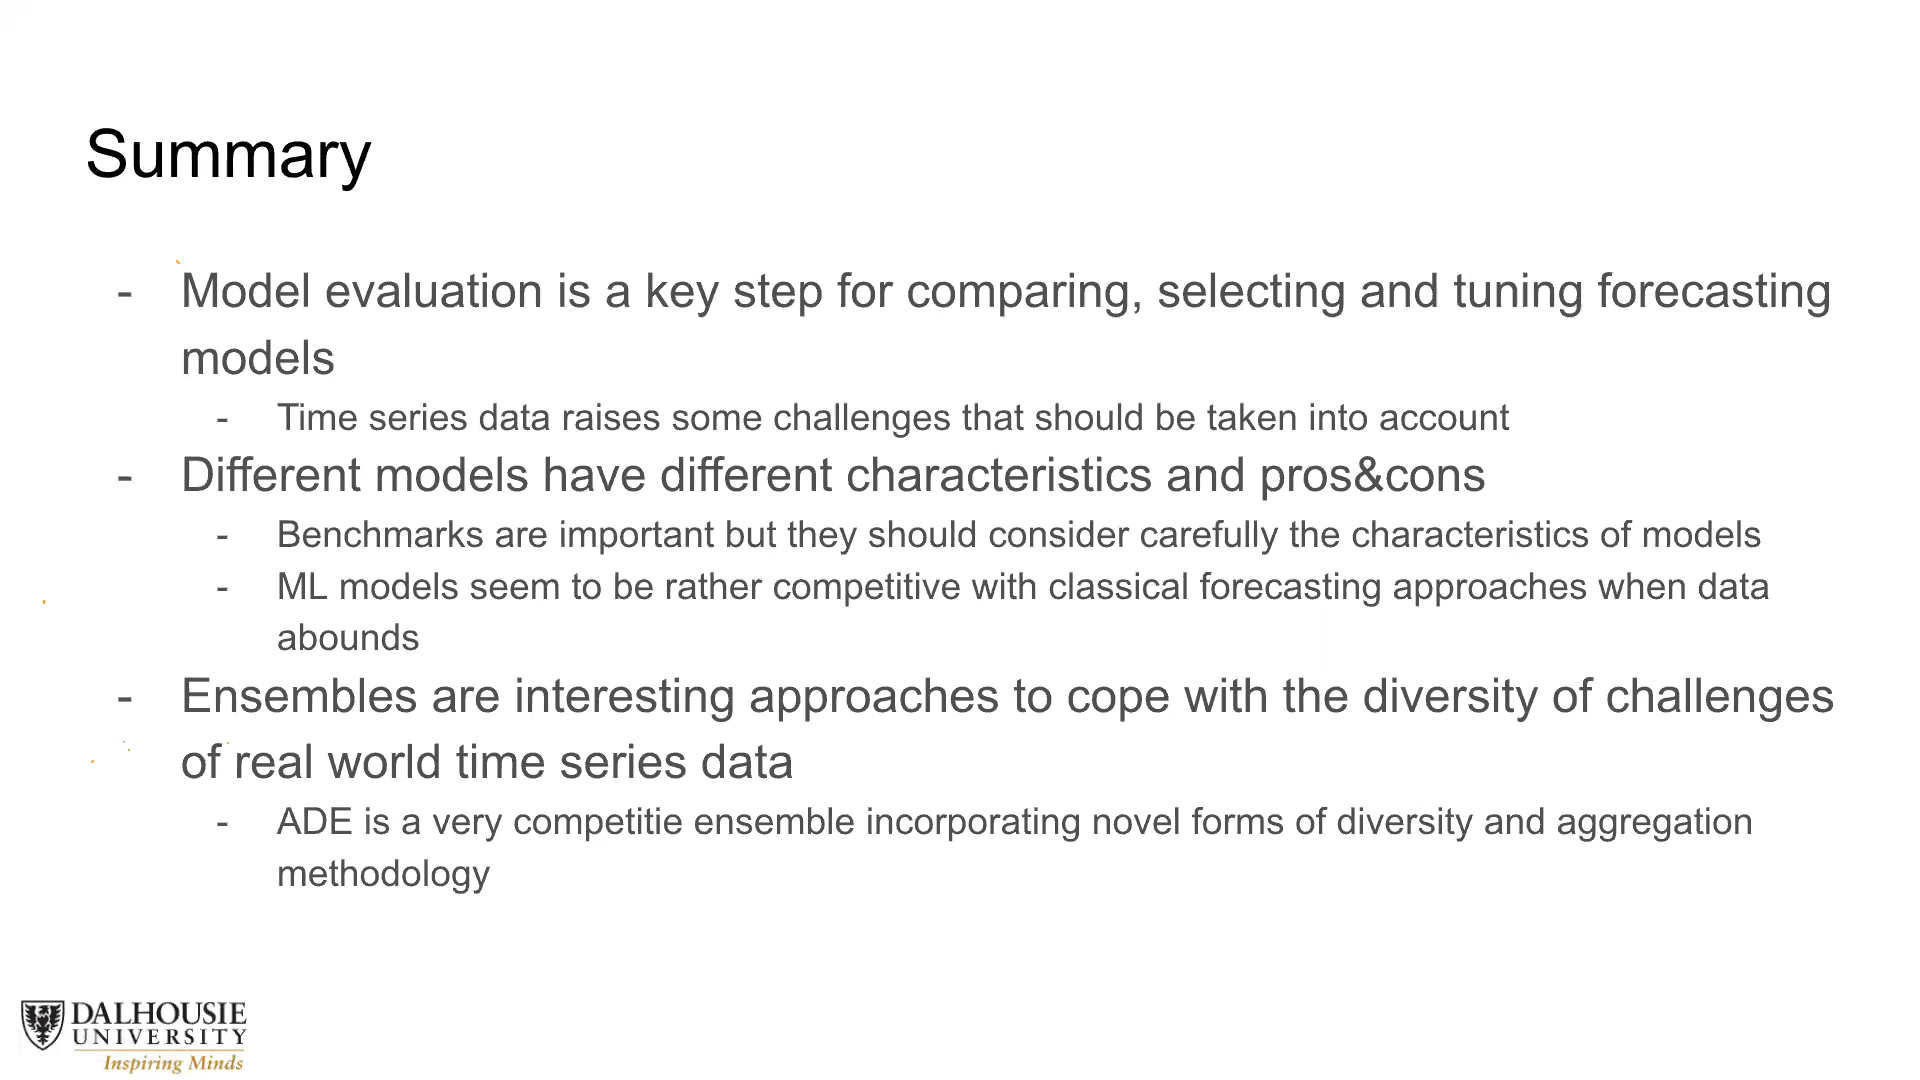 Summary
- Model evaluation is a key step for comparing, selecting and tuning forecasting
models
- Time series data raises some challenges that should be taken into account
- Different models have different characteristics and pros&cons
- Benchmarks are important but they should consider carefully the characteristics of models
- ML models seem to be rather competitive with classical forecasting approaches when data
abounds
- Ensembles are interesting approaches to cope with the diversity of challenges
of real world time series data
- ADE is a very competitie ensemble incorporating novel forms of diversity and aggregation
methodology
DALHOUSIE
UNIVERSITY
Inspiring Minds